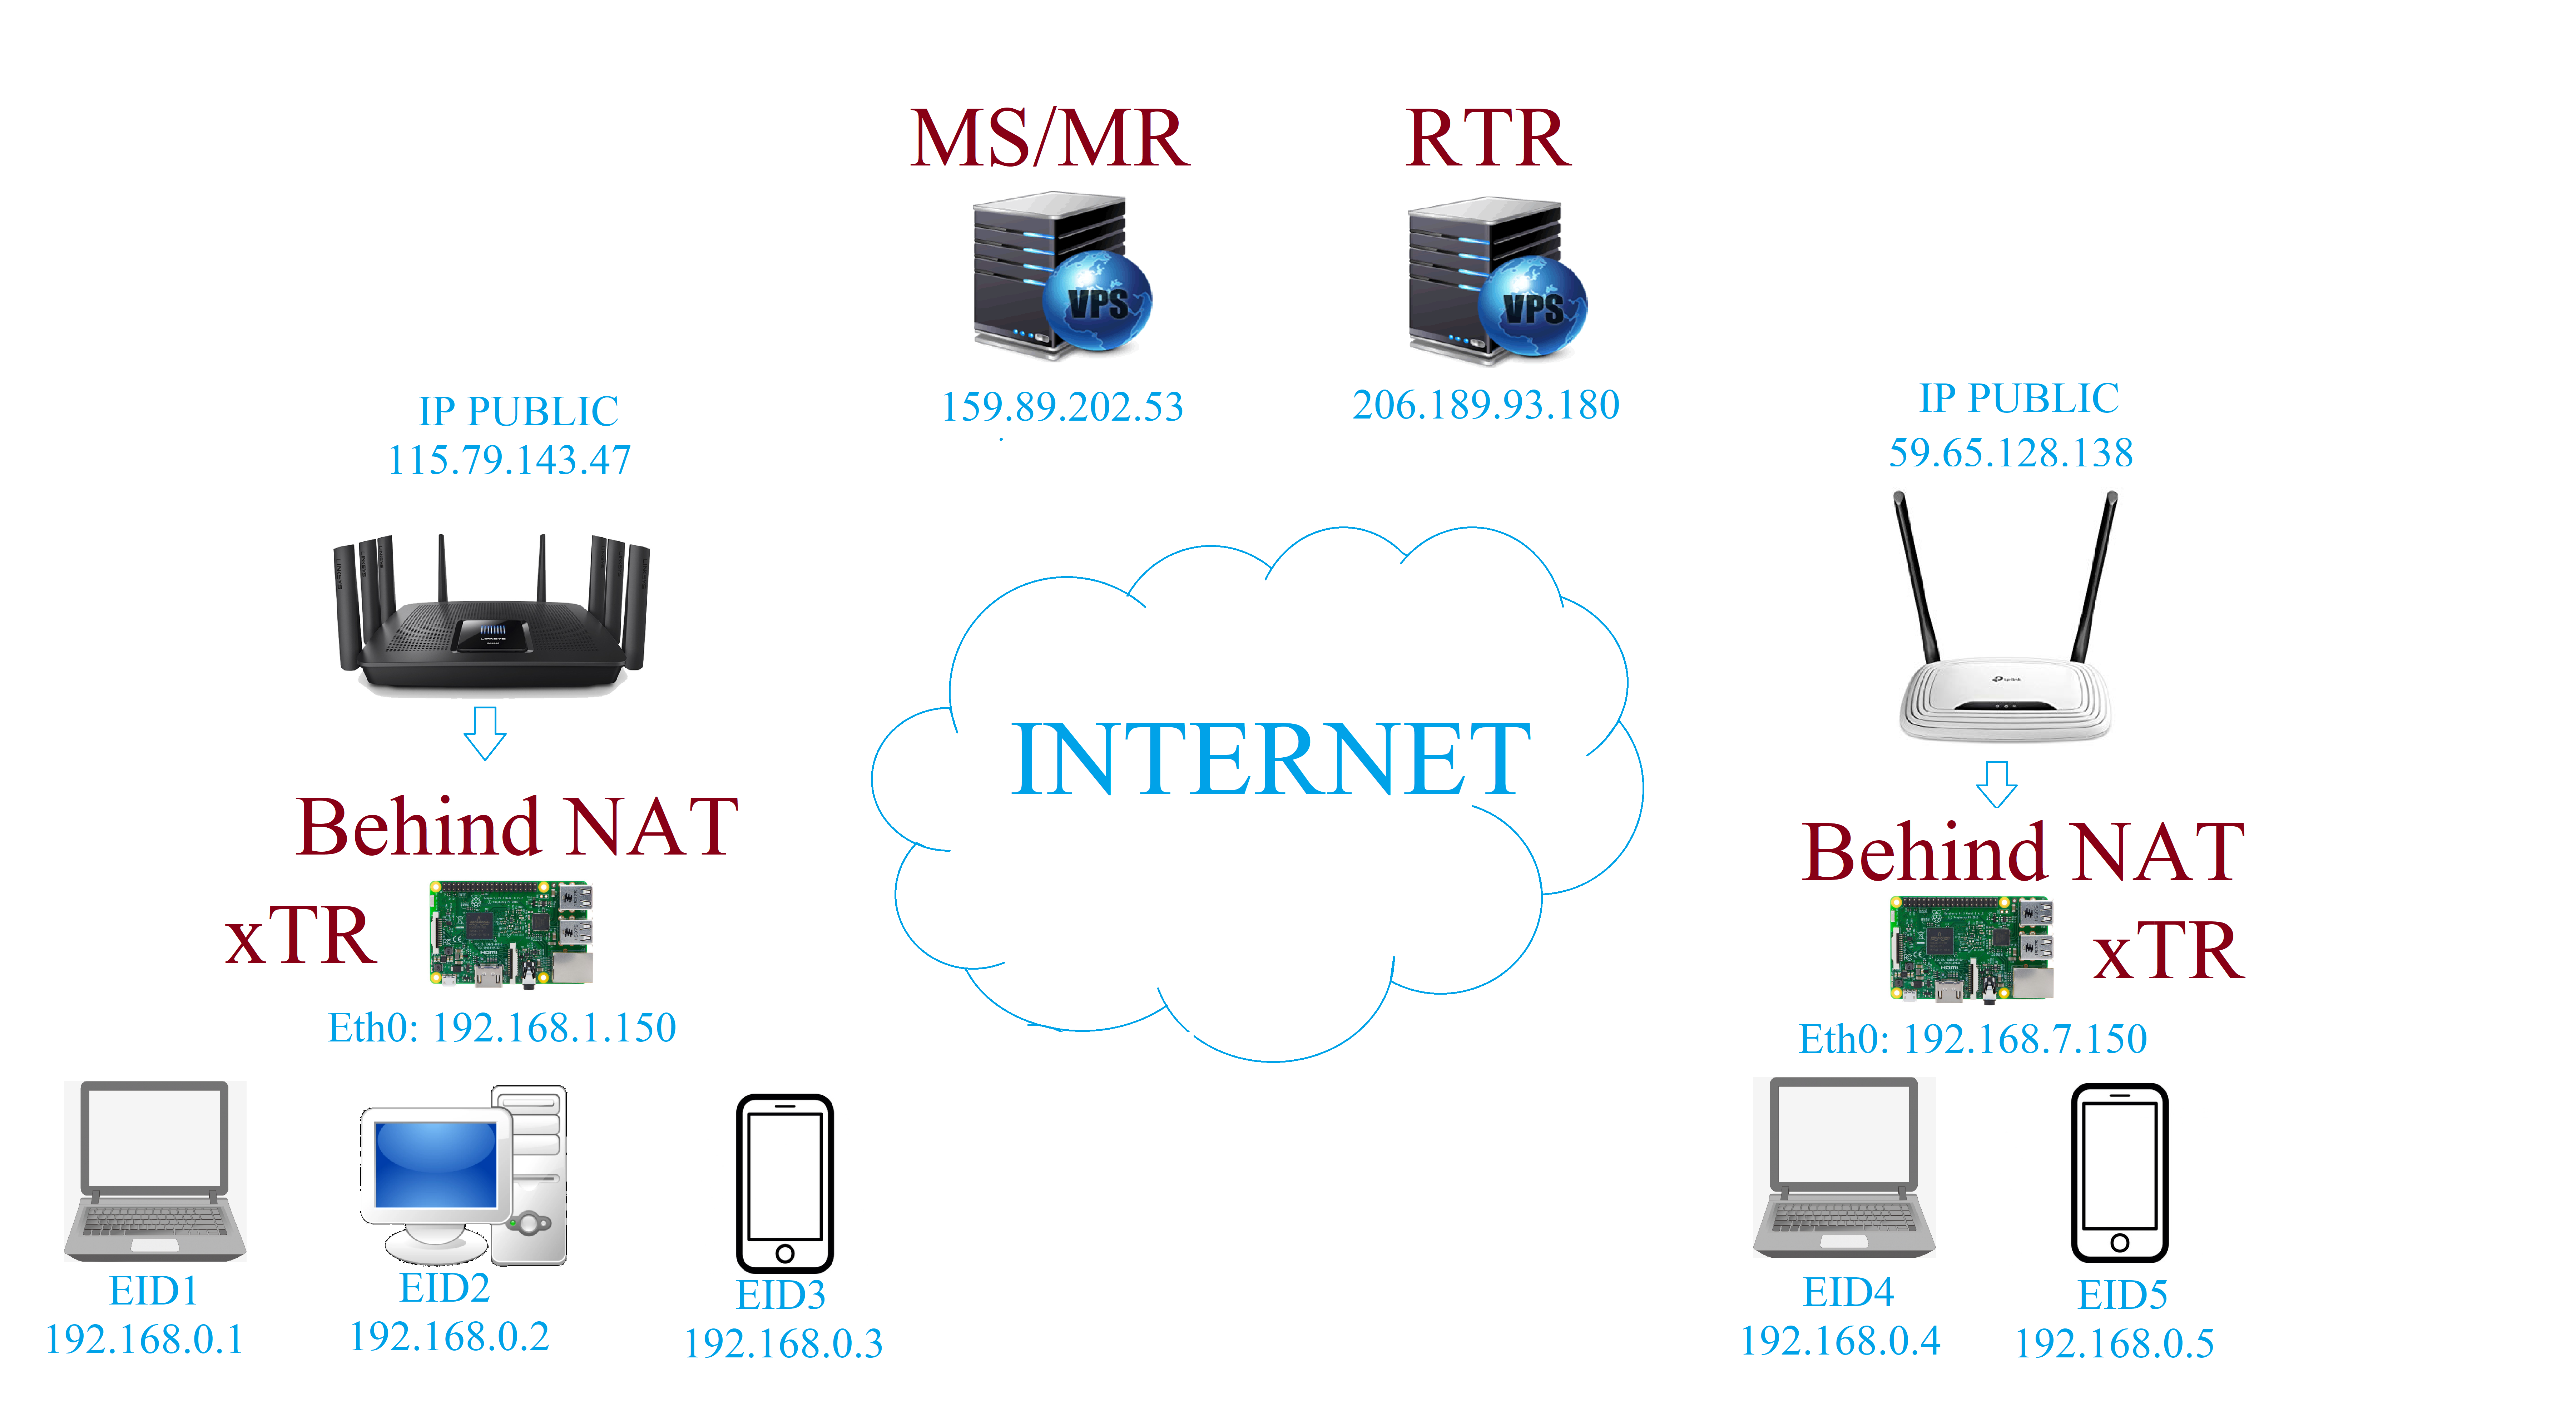 MS/MR
RTR
VPS
VPS
159.89.202.53
206.189.93.180
IP PUBLIC
115.79.143.47
IP PUBLIC
59.65.128.138
INTERNET
Behind NAT
xTR
Eth0: 192.168.1.150
Behind NAT
xTR
Eth0: 192.168.7.150
EID1
192.168.0.1
EID2
192.168.0.2
EID3
192.168.0.3
EID4
192.168.0.4
EID5
192.168.0.5